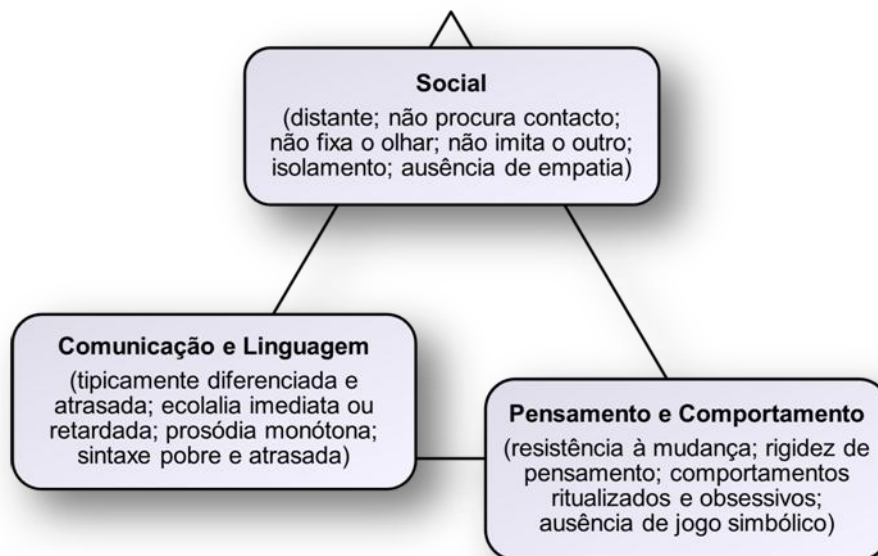 Social
(distante; não procura contacto;
não fixa o olhar; não imita o outro;
isolamento; ausência de empatia)
Comunicação e Linguagem
(tipicamente diferenciada e
atrasada; ecolalia imediata ou
retardada; prosódia monótona;
sintaxe pobre e atrasada)
Pensamento e Comportamento
(resistência à mudança; rigidez de
pensamento; comportamentos
ritualizados e obsessivos;
ausência de jogo simbólico)